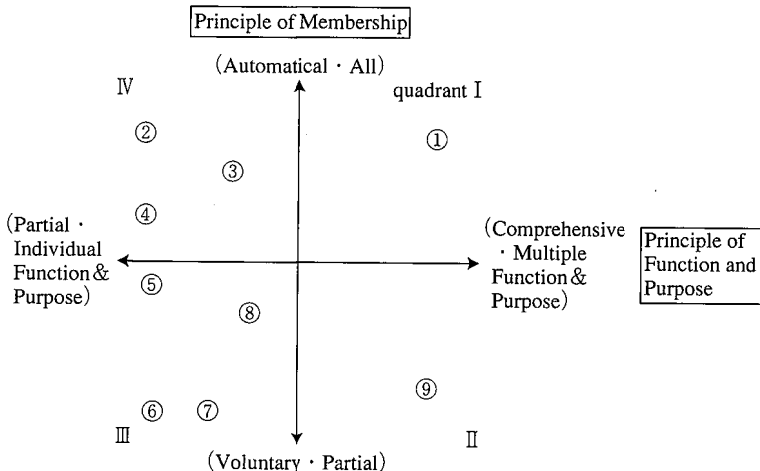 Principle of Membership
(Automatical · All)
Ⅳ
quadrant Ⅰ
②
①
③
④
(Partial ·
Individual
Function &
Purpose)
(Comprehensive
· Multiple
Function &
Purpose)
Principle of
Function and
Purpose
⑤
⑧
⑨
⑥
⑦
Ⅲ
Ⅱ
(Voluntary · Partial)